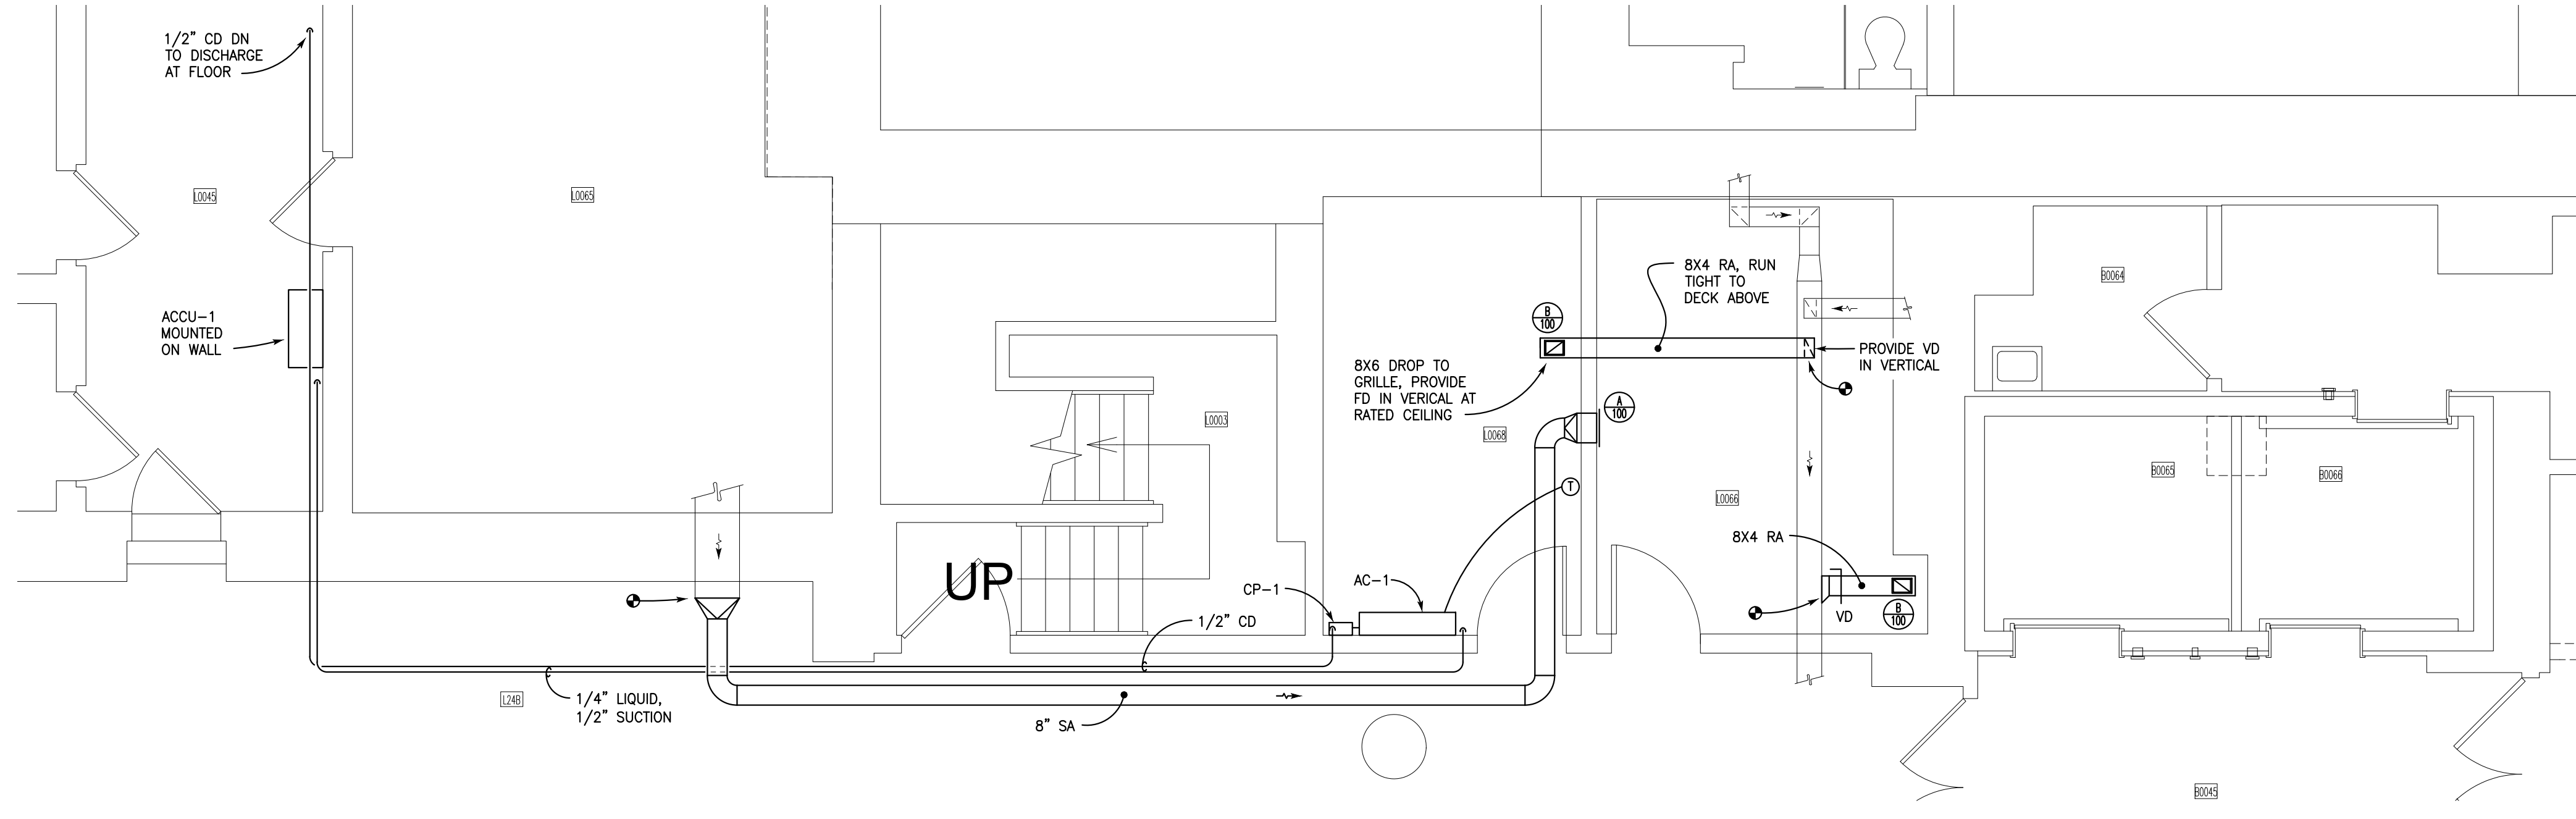 1/2" CD DN
TO DISCHARGE
AT FLOOR
L0045
L0065
ACCU-1
MOUNTED
ON WALL
8X4 RA, RUN
TIGHT TO
DECK ABOVE
B0064
B
100
8X6 DROP TO
GRILLE, PROVIDE
FD IN VERICAL AT
RATED CEILING
PROVIDE VD
IN VERTICAL
A
100
L0003
L0068
T
L0066
B0065
B0066
8X4 RA
UP
CP-1
AC-1
VD
B
100
1/2" CD
L24B
1/4" LIQUID,
1/2" SUCTION
8" SA
B0045